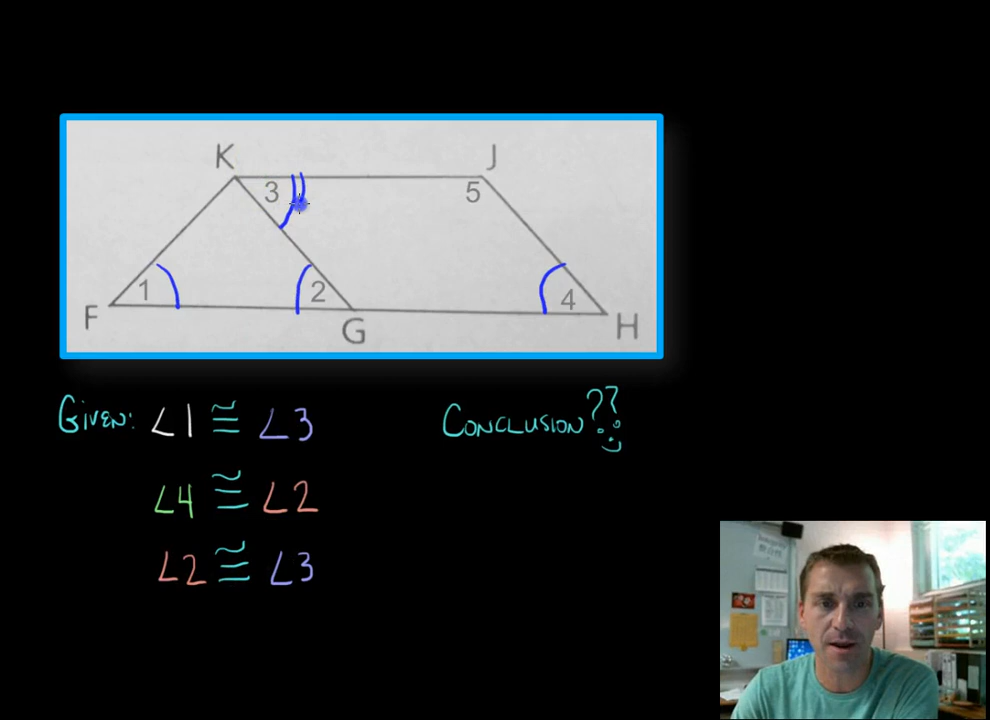 K
J
3
5
1
2
4
F
G
H
Given: ∠1 ≅ ∠3
Conclusion??
∠4 ≅ ∠2
∠2 ≅ ∠3